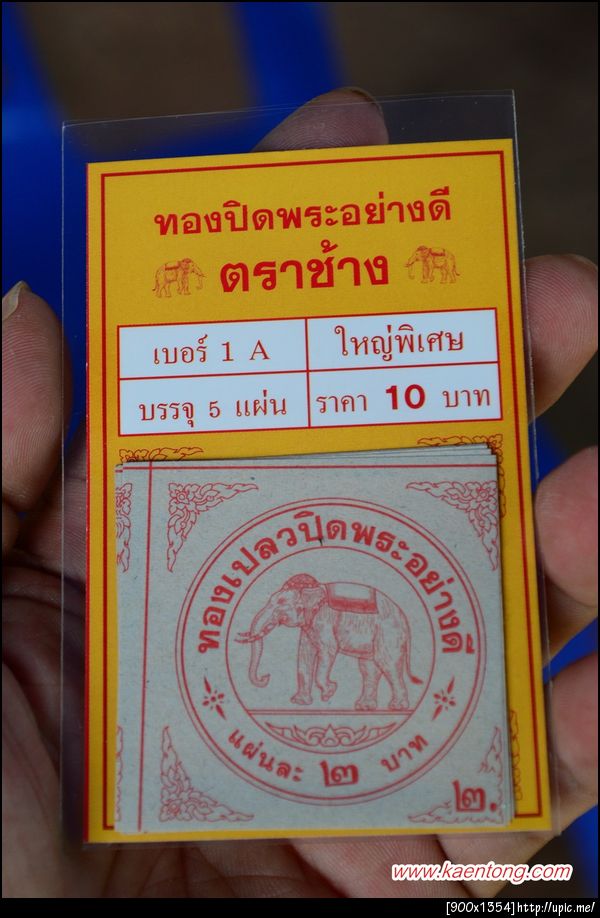 ทองปิดพระอย่างดี
ตราช้าง
เบอร์ 1 A
ใหญ่พิเศษ
บรรจุ 5 แผ่น
ราคา 10 บาท
ทองเปลวปิดพระอย่างดี
แผ่นละ ๒ บาท
๒.
www.kaentong.com
[900x1354]http://upic.me/